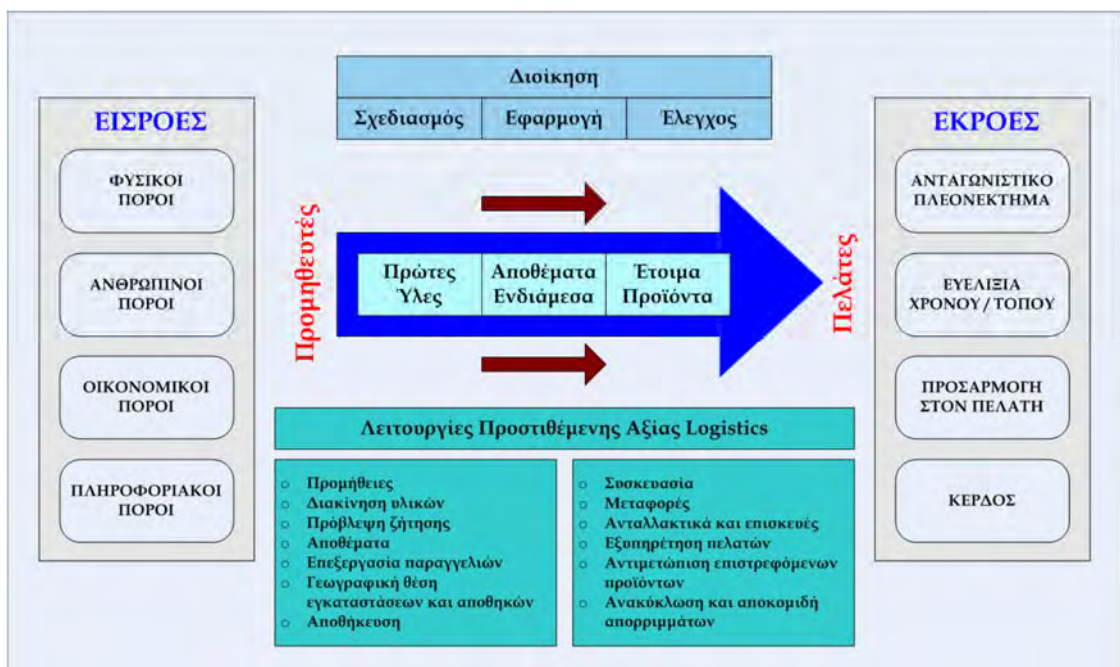 Διοίκηση
Σχεδιασμός
Εφαρμογή
Έλεγχος
ΕΙΣΡΟΕΣ
ΦΥΣΙΚΟΙ
ΠΟΡΟΙ
ΑΝΘΡΩΠΙΝΟΙ
ΠΟΡΟΙ
ΟΙΚΟΝΟΜΙΚΟΙ
ΠΟΡΟΙ
ΠΛΗΡΟΦΟΡΙΑΚΟΙ
ΠΟΡΟΙ
Προμηθευτές
Πρώτες
Ύλες
Αποθέματα
Ενδιάμεσα
Έτοιμα
Προϊόντα
Πελάτες
ΕΚΡΟΕΣ
ΑΝΤΑΓΩΝΙΣΤΙΚΟ
ΠΛΕΟΝΕΚΤΗΜΑ
ΕΥΕΛΙΞΙΑ
ΧΡΟΝΟΥ / ΤΟΠΟΥ
ΠΡΟΣΑΡΜΟΓΗ
ΣΤΟΝ ΠΕΛΑΤΗ
ΚΕΡΔΟΣ
Λειτουργίες Προστιθέμενης Αξίας Logistics
○ Προμήθειες
○ Διακίνηση υλικών
○ Πρόβλεψη ζήτησης
○ Αποθέματα
○ Επεξεργασία παραγγελιών
○ Γεωγραφική θέση
εγκαταστάσεων και αποθηκών
○ Αποθήκευση
○ Συσκευασία
○ Μεταφορές
○ Ανταλλακτικά και επισκευές
○ Εξυπηρέτηση πελατών
○ Αντιμετώπιση επιστρεφόμενων
προϊόντων
○ Ανακύκλωση και αποκομιδή
απορριμμάτων